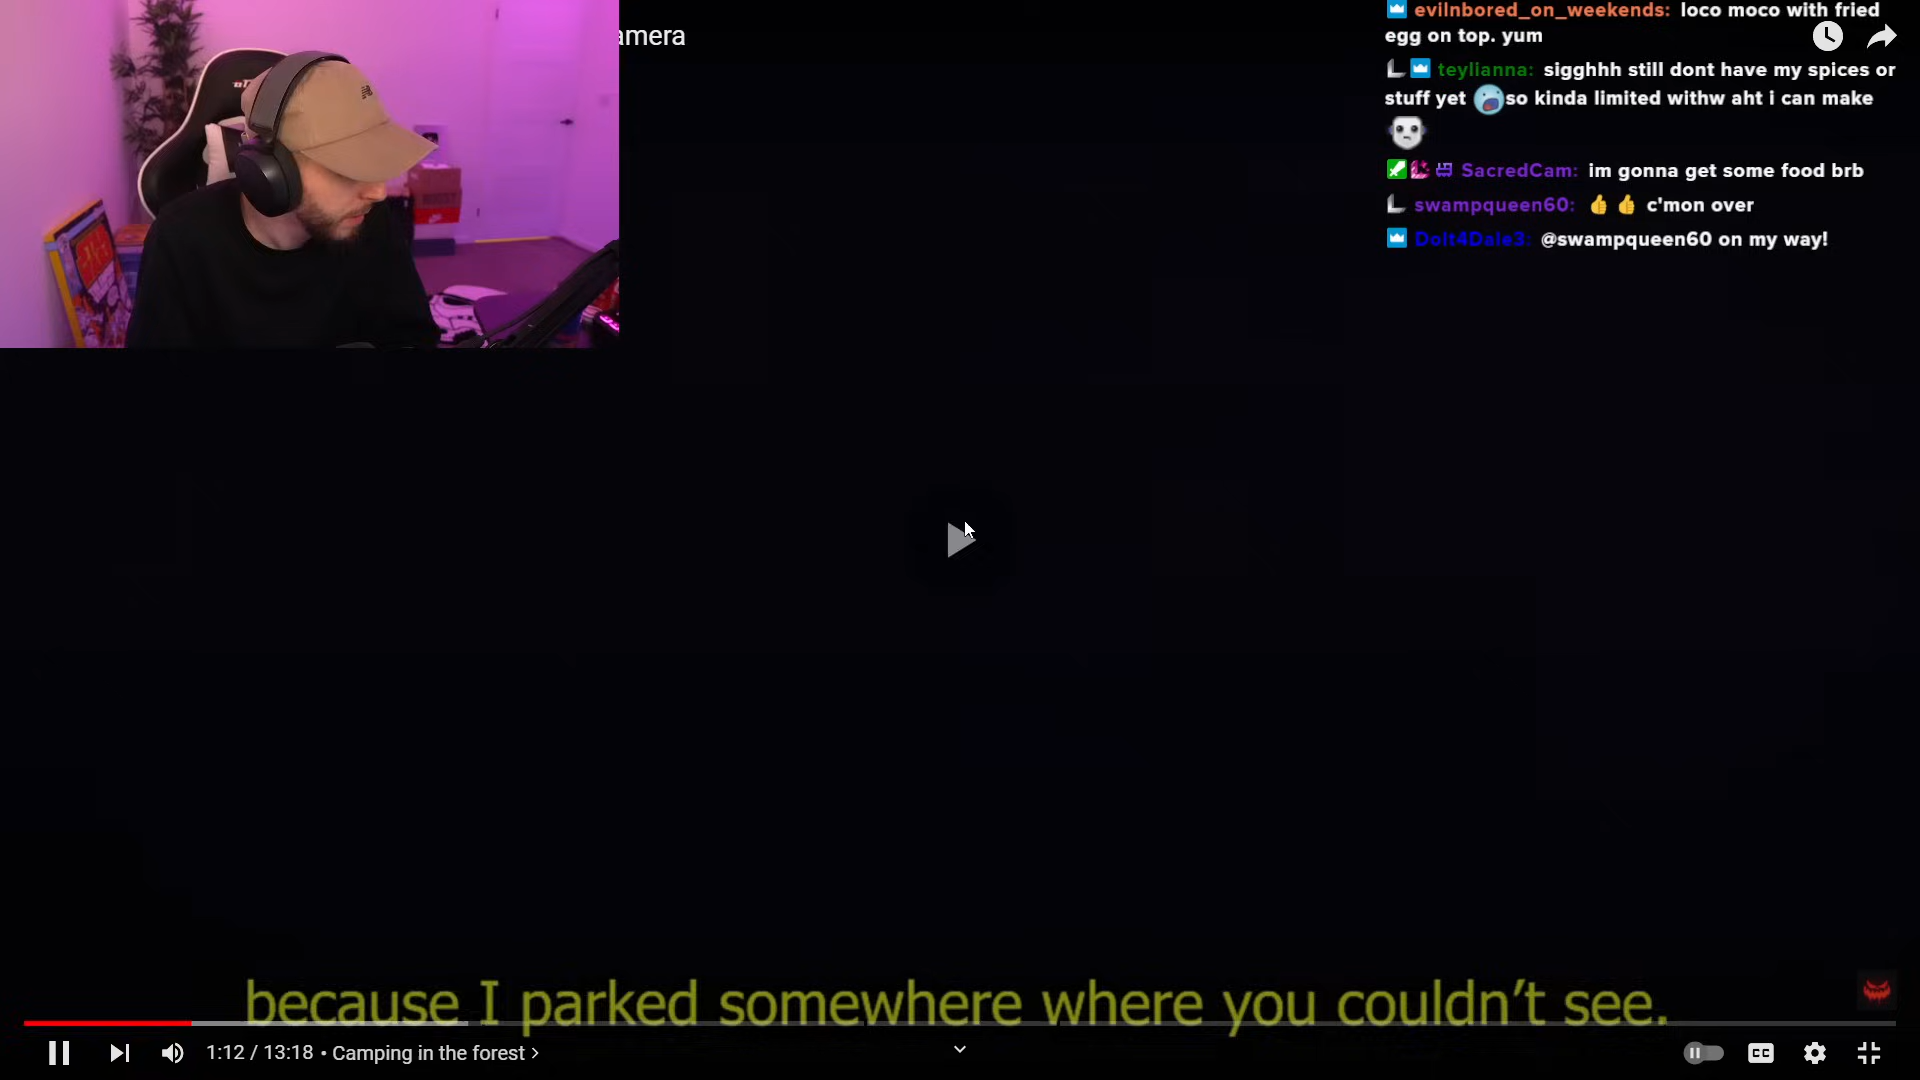 amera
evilnbored_on_weekends: loco moco with fried
egg on top. yum
teylianna: sigghhh still dont have my spices or
stuff yet so kinda limited withw aht i can make
SacredCam: im gonna get some food brb
swampqueen60: 👍 👍 c'mon over
DoIt4Dale3: @swampqueen60 on my way!
because I parked somewhere where you couldn't see.
1:12 / 13:18 • Camping in the forest >
CC